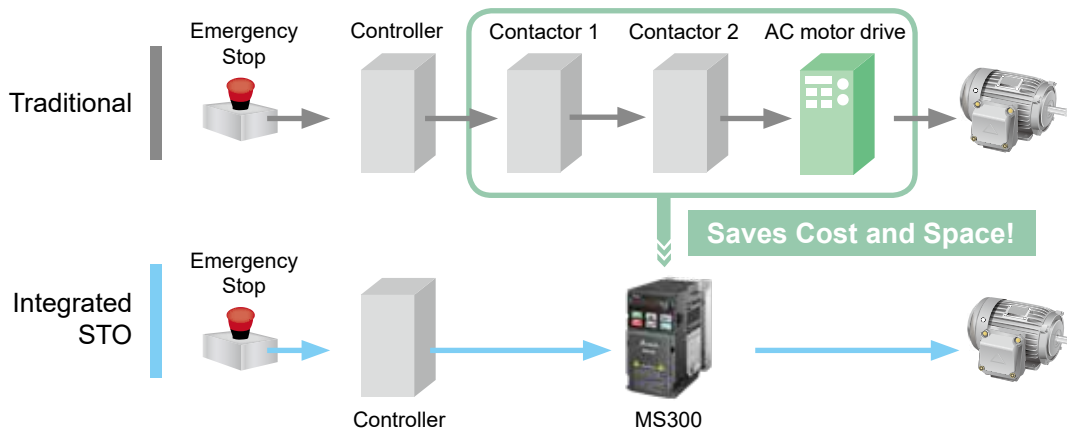 Traditional
Emergency
Stop
Controller
Contactor 1
Contactor 2
AC motor drive
Saves Cost and Space!
Integrated
STO
Emergency
Stop
Controller
MS300